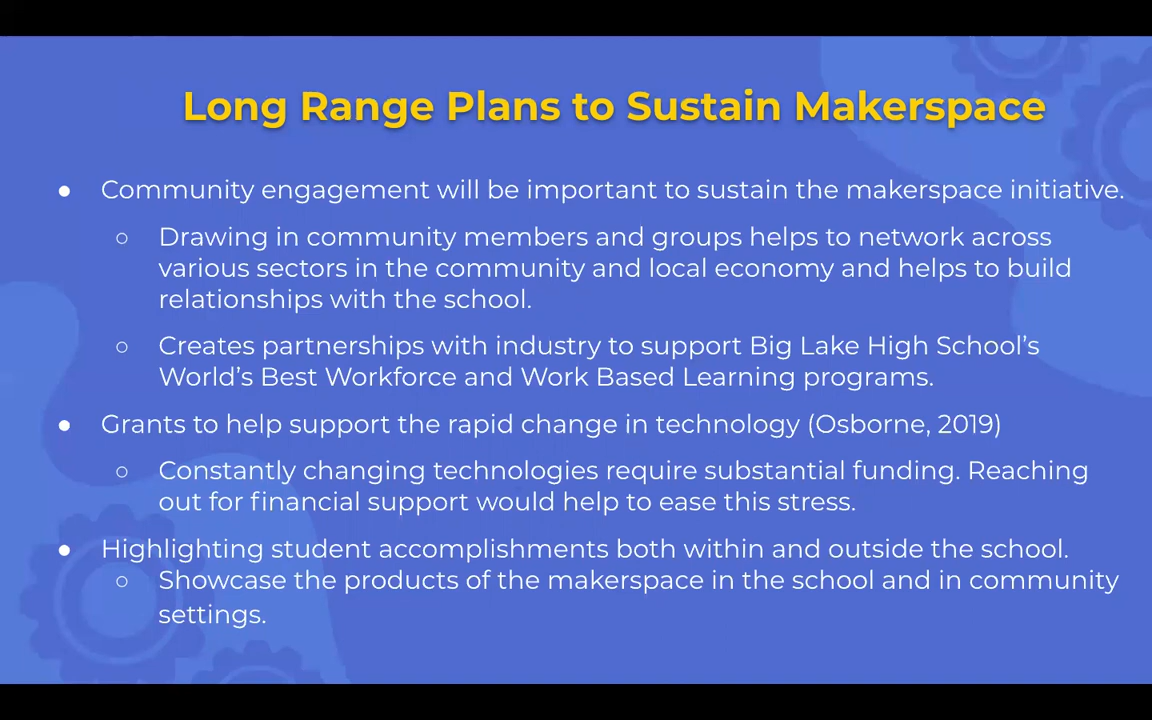 Long Range Plans to Sustain Makerspace
● Community engagement will be important to sustain the makerspace initiative.
○ Drawing in community members and groups helps to network across
various sectors in the community and local economy and helps to build
relationships with the school.
○ Creates partnerships with industry to support Big Lake High School’s
World’s Best Workforce and Work Based Learning programs.
● Grants to help support the rapid change in technology (Osborne, 2019)
○ Constantly changing technologies require substantial funding. Reaching
out for financial support would help to ease this stress.
● Highlighting student accomplishments both within and outside the school.
○ Showcase the products of the makerspace in the school and in community
settings.